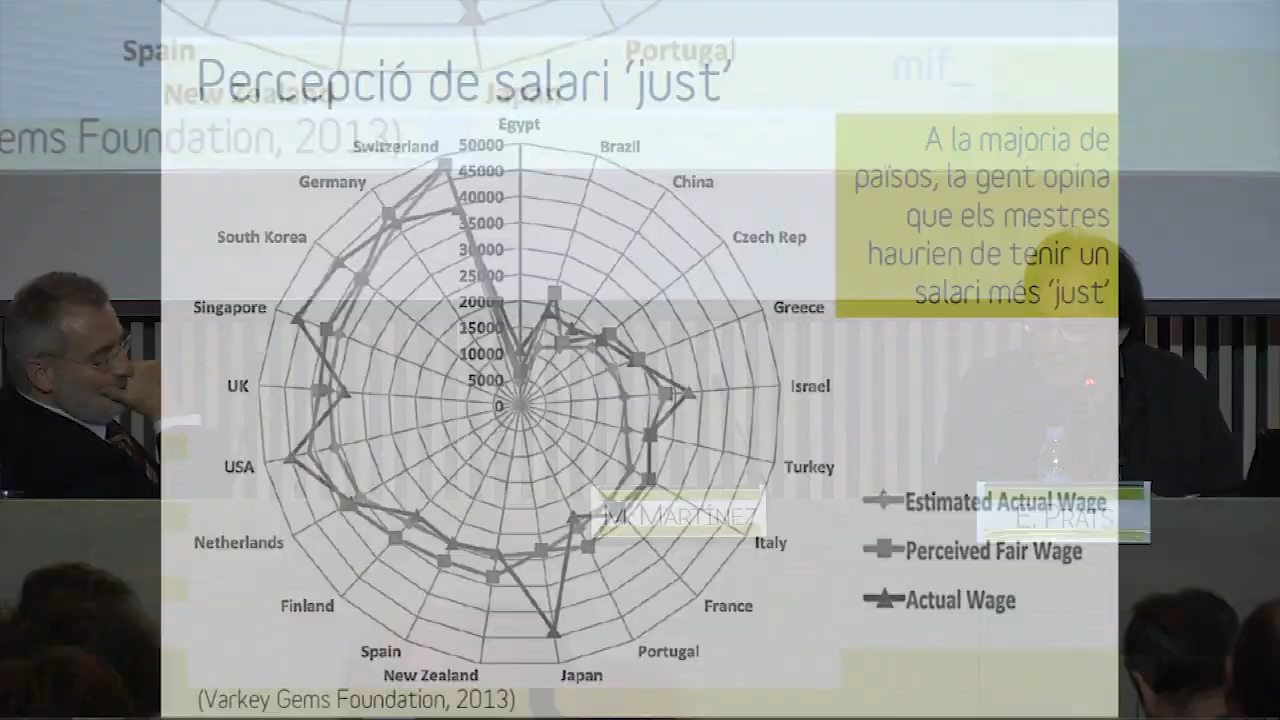 Spain
Portugal
Percepció de salari ‘just’
mif_
New Zealand
Japan
ems Foundation, 2013)
A la majoria de
països, la gent opina
que els mestres
haurien de tenir un
salari més ‘just’
Egypt
Switzerland
50000
Brazil
45000
Germany
China
40000
35000
South Korea
Czech Rep
30000
25000
20000
Singapore
Greece
15000
10000
UK
5000
Israel
0
USA
Turkey
Estimated Actual Wage
M. MARTÍNEZ
E. PRATS
Netherlands
Italy
Perceived Fair Wage
Finland
France
Actual Wage
Spain
Portugal
New Zealand
Japan
(Varkey Gems Foundation, 2013)